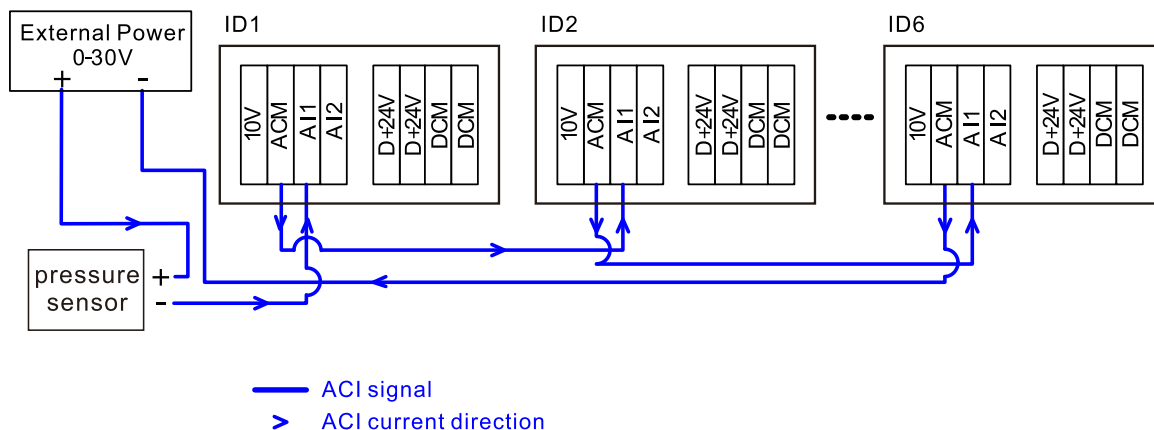 External Power
0-30V
+ -
ID1
10V
ACM
AI1
AI2
D+24V
D+24V
DCM
DCM
ID2
10V
ACM
AI1
AI2
D+24V
D+24V
DCM
DCM
ID6
10V
ACM
AI1
AI2
D+24V
D+24V
DCM
DCM
pressure +
sensor -
ACI signal
ACI current direction